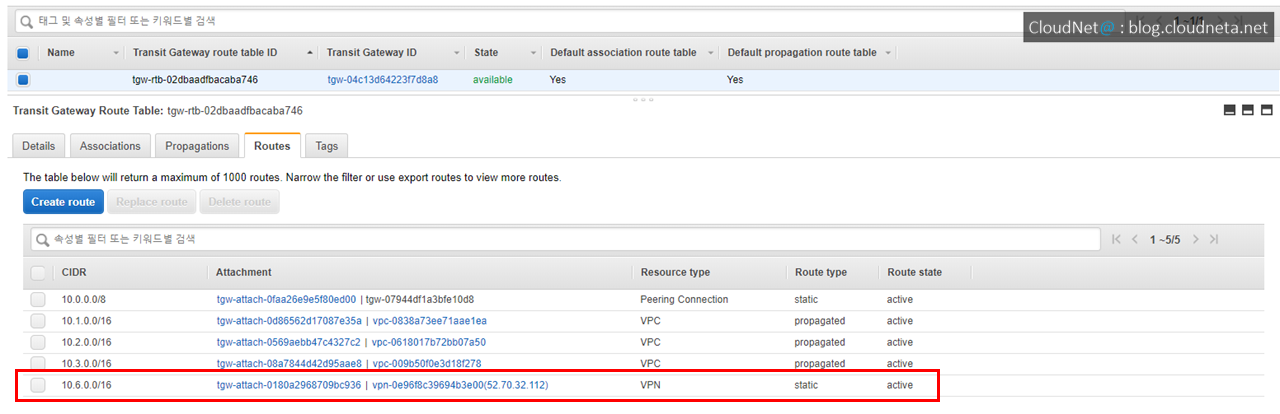 태그 및 속성별 필터 또는 키워드별 검색
1 ~1/1
CloudNet@ : blog.cloudneta.net
Name Transit Gateway route table ID Transit Gateway ID State Default association route table Default propagation route table
tgw-rtb-02dbaadfbacaba746 tgw-04c13d64223f7d8a8 available Yes Yes
Transit Gateway Route Table: tgw-rtb-02dbaadfbacaba746
Details Associations Propagations Routes Tags
The table below will return a maximum of 1000 routes. Narrow the filter or use export routes to view more routes.
Create route Replace route Delete route
속성별 필터 또는 키워드별 검색 1 ~5/5
CIDR Attachment Resource type Route type Route state
10.0.0.0/8 tgw-attach-0faa26e9e5f80ed00 | tgw-07944df1a3bfe10d8 Peering Connection static active
10.1.0.0/16 tgw-attach-0d86562d17087e35a | vpc-0838a73ee71aae1ea VPC propagated active
10.2.0.0/16 tgw-attach-0569aebb47c4327c2 | vpc-0618017b72bb07a50 VPC propagated active
10.3.0.0/16 tgw-attach-08a7844d42d95aae8 | vpc-009b50f0e3d18f278 VPC propagated active
10.6.0.0/16 tgw-attach-0180a2968709bc936 | vpn-0e96f8c39694b3e00(52.70.32.112) VPN static active